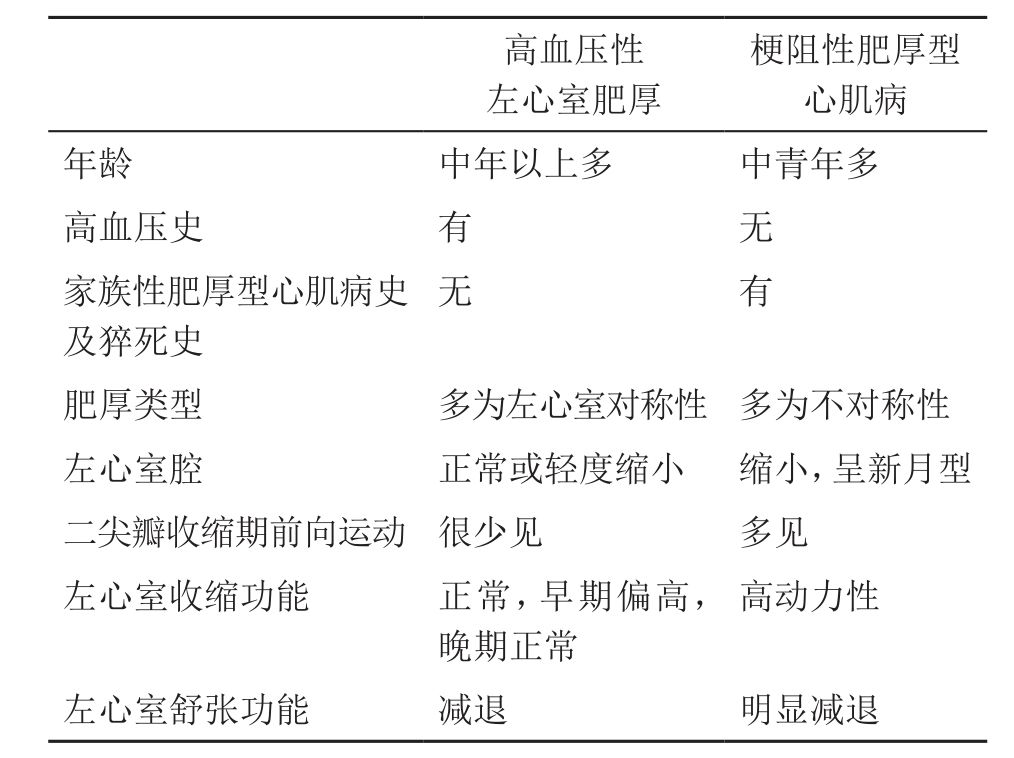 高血压性 梗阻性肥厚型
左心室肥厚 心肌病
年龄 中年以上多 中青年多
高血压史 有 无
家族性肥厚型心肌病史 无 有
及猝死史
肥厚类型 多为左心室对称性 多为不对称性
左心室腔 正常或轻度缩小 缩小，呈新月型
二尖瓣收缩期前向运动 很少见 多见
左心室收缩功能 正常，早期偏高， 高动力性
晚期正常
左心室舒张功能 减退 明显减退